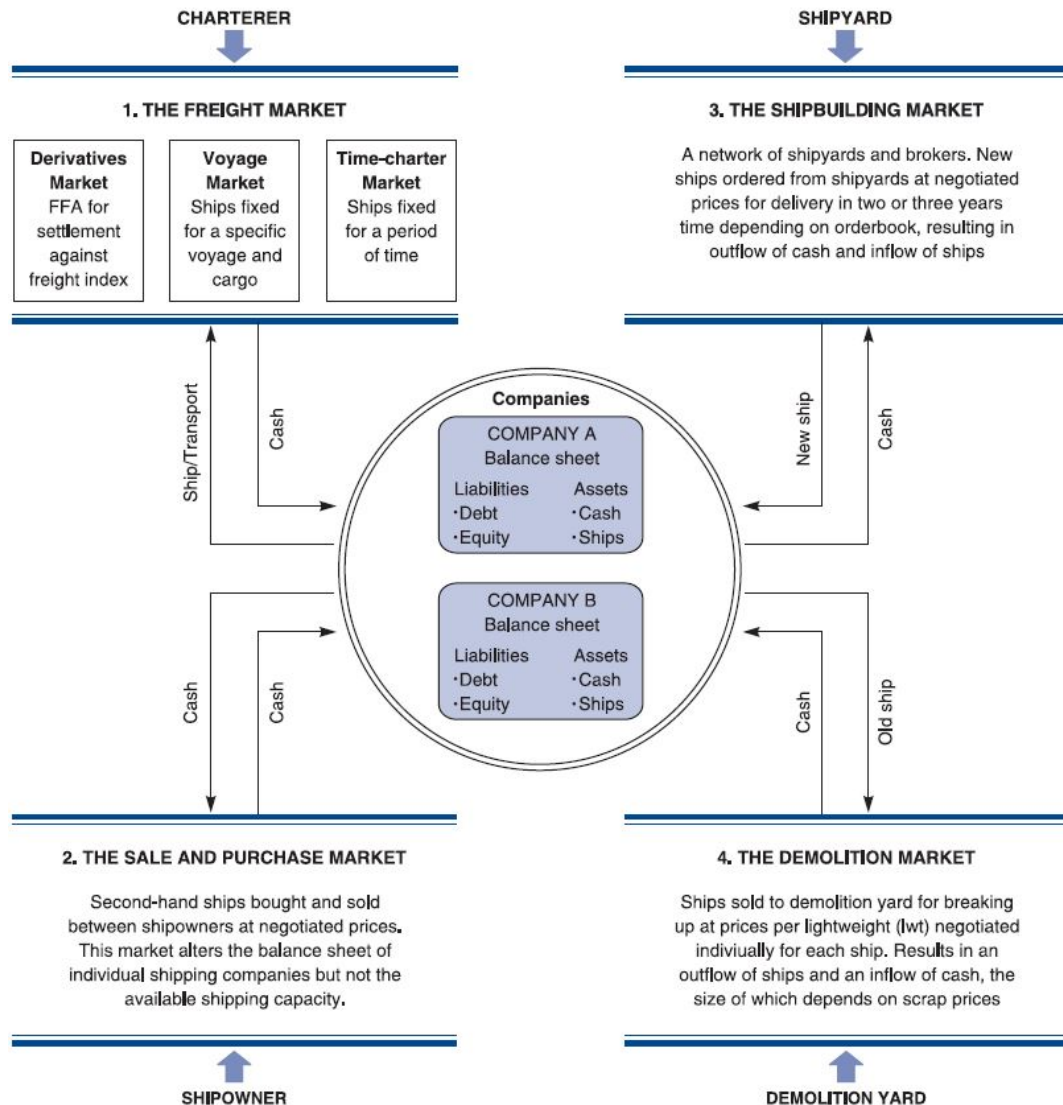 CHARTERER
SHIPYARD
1. THE FREIGHT MARKET
Derivatives
Market
FFA for
settlement
against
freight index
Voyage
Market
Ships fixed
for a specific
voyage and
cargo
Time-charter
Market
Ships fixed
for a period
of time
3. THE SHIPBUILDING MARKET
A network of shipyards and brokers. New
ships ordered from shipyards at negotiated
prices for delivery in two or three years
time depending on orderbook, resulting in
outflow of cash and inflow of ships
Ship/Transport
Cash
New ship
Cash
Companies
COMPANY A
Balance sheet
Liabilities Assets
·Debt ·Cash
·Equity ·Ships
COMPANY B
Balance sheet
Liabilities Assets
·Debt ·Cash
·Equity ·Ships
Cash
Cash
Cash
Old ship
2. THE SALE AND PURCHASE MARKET
Second-hand ships bought and sold
between shipowners at negotiated prices.
This market alters the balance sheet of
individual shipping companies but not the
available shipping capacity.
4. THE DEMOLITION MARKET
Ships sold to demolition yard for breaking
up at prices per lightweight (lwt) negotiated
indiviually for each ship. Results in an
outflow of ships and an inflow of cash, the
size of which depends on scrap prices
SHIPOWNER
DEMOLITION YARD